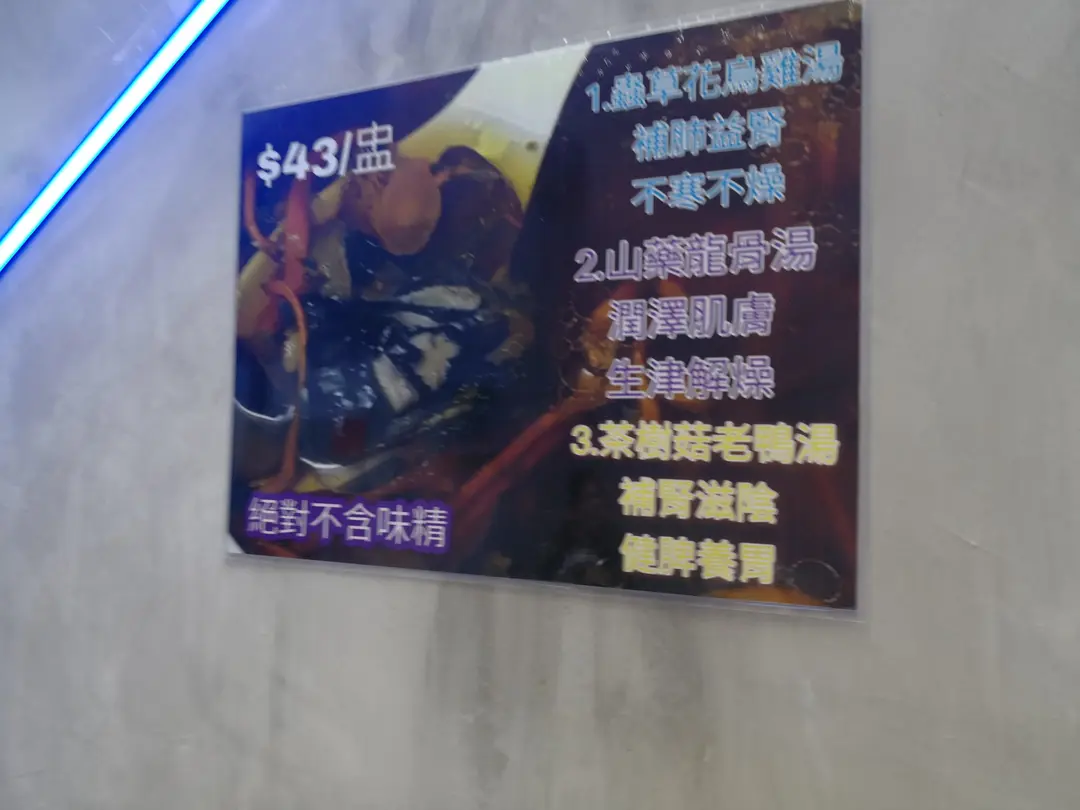 $43/盅
1.蟲草花烏雞湯
補肺益腎
不寒不燥
2.山藥龍骨湯
潤澤肌膚
生津解燥
3.茶樹菇老鴨湯
補腎滋陰
健脾養胃
絕對不含味精